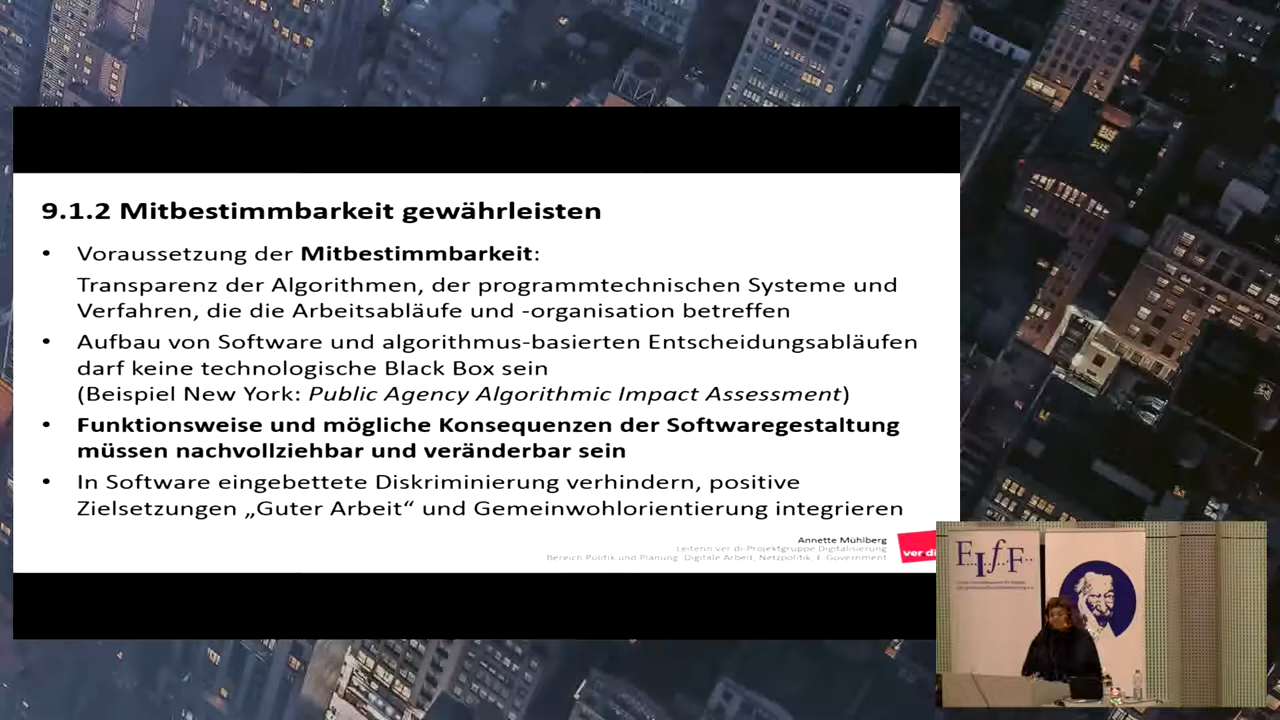 9.1.2 Mitbestimmbarkeit gewährleisten
• Voraussetzung der Mitbestimmbarkeit:
Transparenz der Algorithmen, der programmtechnischen Systeme und
Verfahren, die die Arbeitsabläufe und -organisation betreffen
• Aufbau von Software und algorithmus-basierten Entscheidungsabläufen
darf keine technologische Black Box sein
(Beispiel New York: Public Agency Algorithmic Impact Assessment)
• Funktionsweise und mögliche Konsequenzen der Softwaregestaltung
müssen nachvollziehbar und veränderbar sein
• In Software eingebettete Diskriminierung verhindern, positive
Zielsetzungen „Guter Arbeit“ und Gemeinwohlorientierung integrieren
Annette Mühlberg
Leiterin ver di-Projektgruppe Digitalisierung
Bereich Politik und Planung, Digitale Arbeit, Netzpolitik, E-Government
ver di
F..I..f..F..